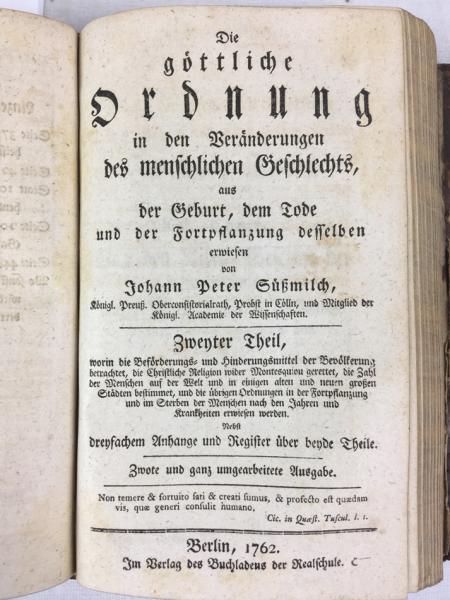 Die
göttliche
Ordnung
in den Veränderungen
des menschlichen Geschlechts,
aus
der Geburt, dem Tode
und der Fortpflanzung desselben
erwiesen
von
Johann Peter Süßmilch,
Königl. Preuß. Oberconsistorialrath, Probst in Cölln, und Mitglied der
Königl. Academie der Wissenschaften.
Zweyter Theil,
worin die Beförderungs- und Hinderungsmittel der Bevölkerung
betrachtet, die Christliche Religion wider Montesquiou gerettet, die Zahl
der Menschen auf der Welt und in einigen alten und neuen großen
Städten bestimmet, und die übrigen Ordnungen in der Fortpflanzung
und im Sterben der Menschen nach den Jahren und
Krankheiten erwiesen werden.
Nebst
dreyfachem Anhange und Register über beyde Theile.
Zwote und ganz umgearbeitete Ausgabe.
Non temere & fortuito sati & creati sumus, & profecto est quædam
vis, quæ generi consulit humano,
Cic. in Quæst. Tuscul. l. 1.
Berlin, 1762.
Im Verlag des Buchladens der Realschule.